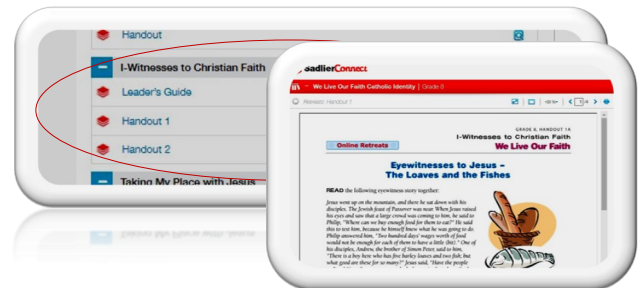 Handout
I-Witnesses to Christian Faith
Leader's Guide
Handout 1
Handout 2
Taking My Place with Jesus
SadlierConnect
We Live Our Faith Catholic Identity | Grade 8
Retreats: Handout 1
GRADE 8, HANDOUT 1A
I-Witnesses to Christian Faith
Online Retreats
We Live Our Faith
Eyewitnesses to Jesus –
The Loaves and the Fishes
READ the following eyewitness story together:
Jesus went up on the mountain, and there he sat down with his
disciples. The Jewish feast of Passover was near. When Jesus raised
his eyes and saw that a large crowd was coming to him, he said to
Philip, "Where can we buy enough food for them to eat?" He said
this to test him, because he himself knew what he was going to do.
Philip answered him, "Two hundred days' wages worth of food
would not be enough for each of them to have a little (bit)." One of
his disciples, Andrew, the brother of Simon Peter, said to him,
"There is a boy here who has five barley loaves and two fish; but
what good are these for so many?" Jesus said, "Have the people